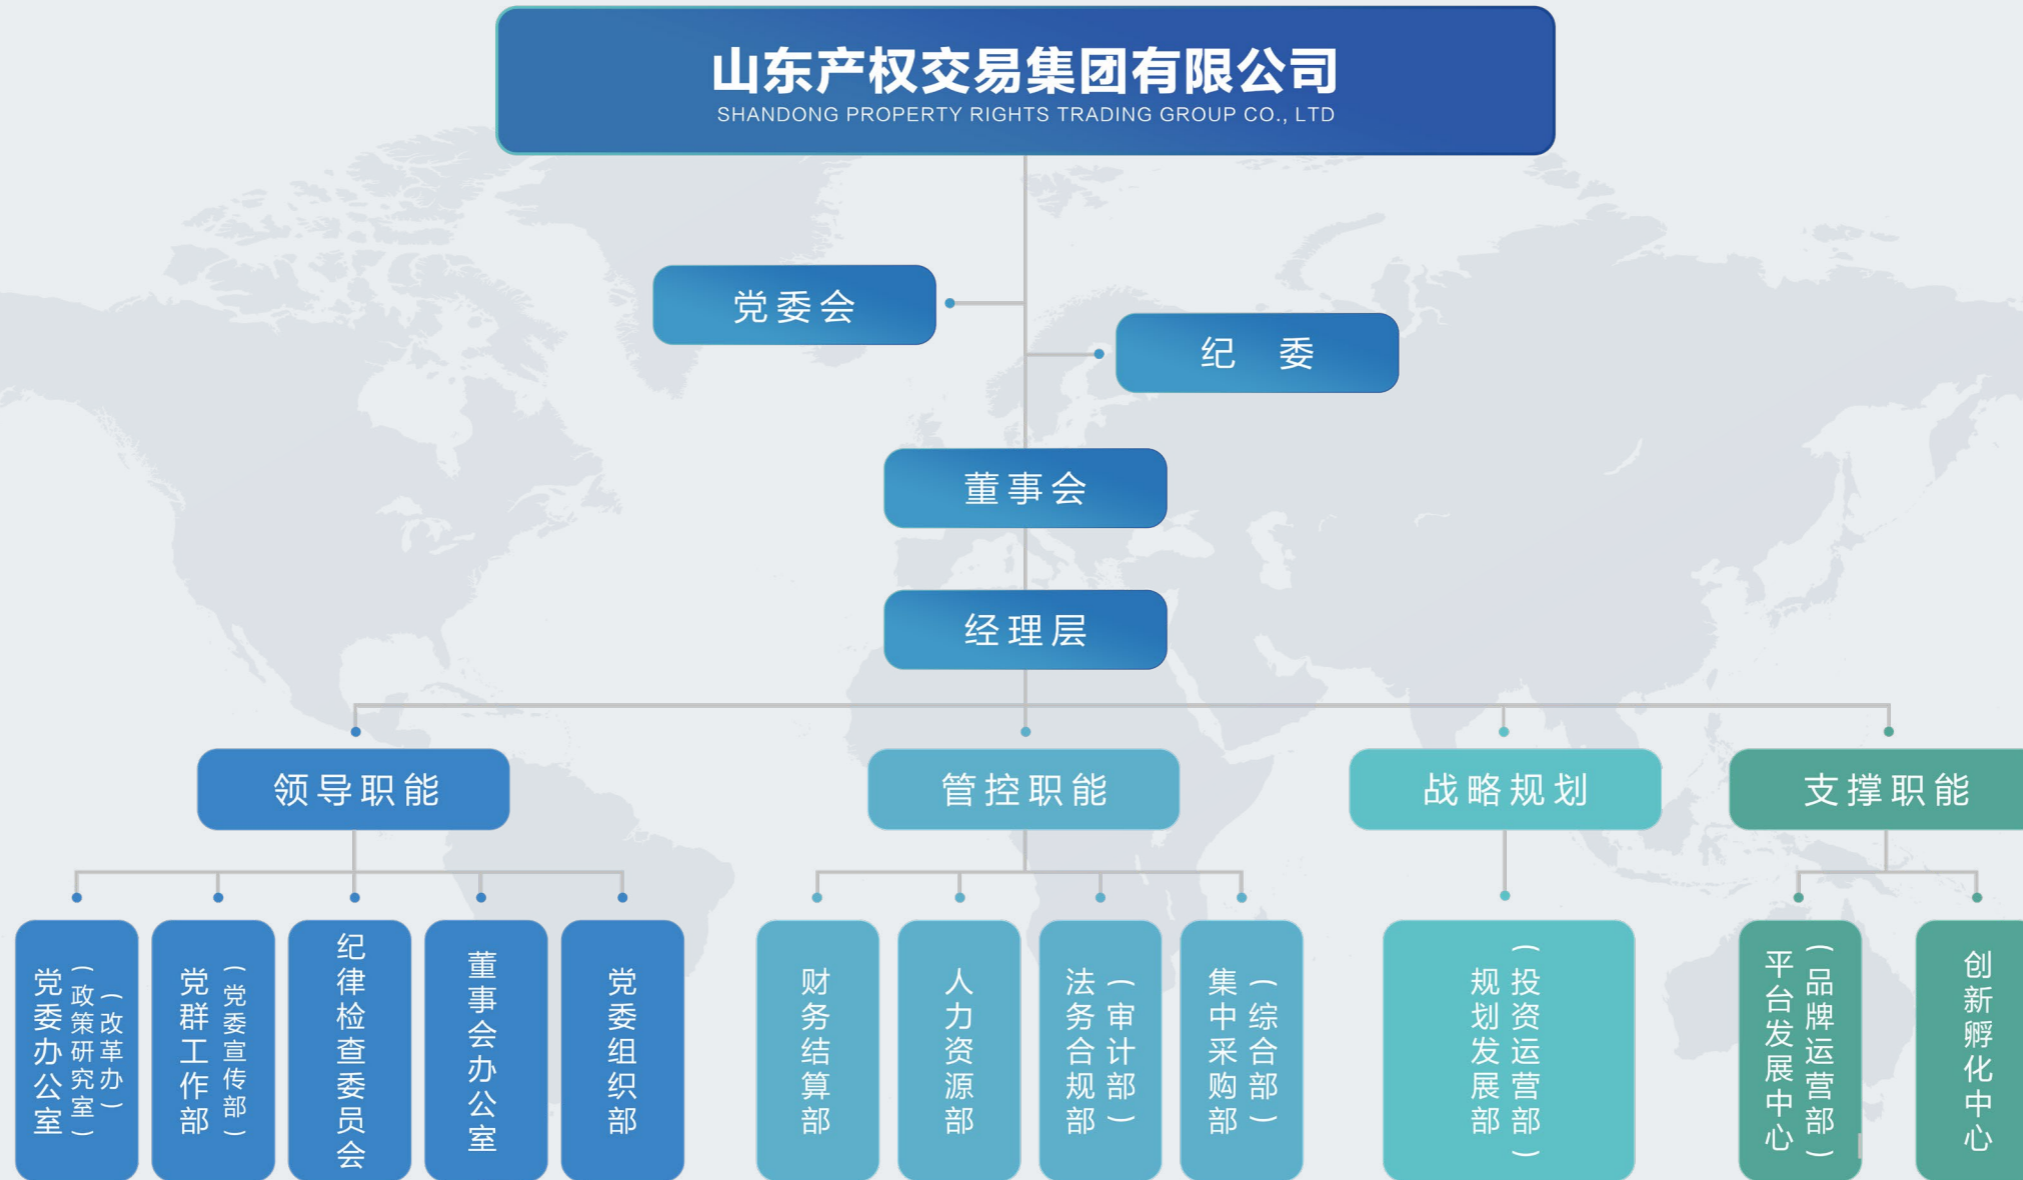 山东产权交易集团有限公司
SHANDONG PROPERTY RIGHTS TRADING GROUP CO., LTD
党委会
纪 委
董事会
经理层
领导职能
管控职能
战略规划
支撑职能
党委办公室
(政策研究室)
(改革办)
党群工作部
(党委宣传部)
纪律检查委员会
董事会办公室
党委组织部
财务结算部
人力资源部
法务合规部
(审计部)
集中采购部
(综合部)
规划发展部
(投资运营部)
平台发展中心
(品牌运营部)
创新孵化中心